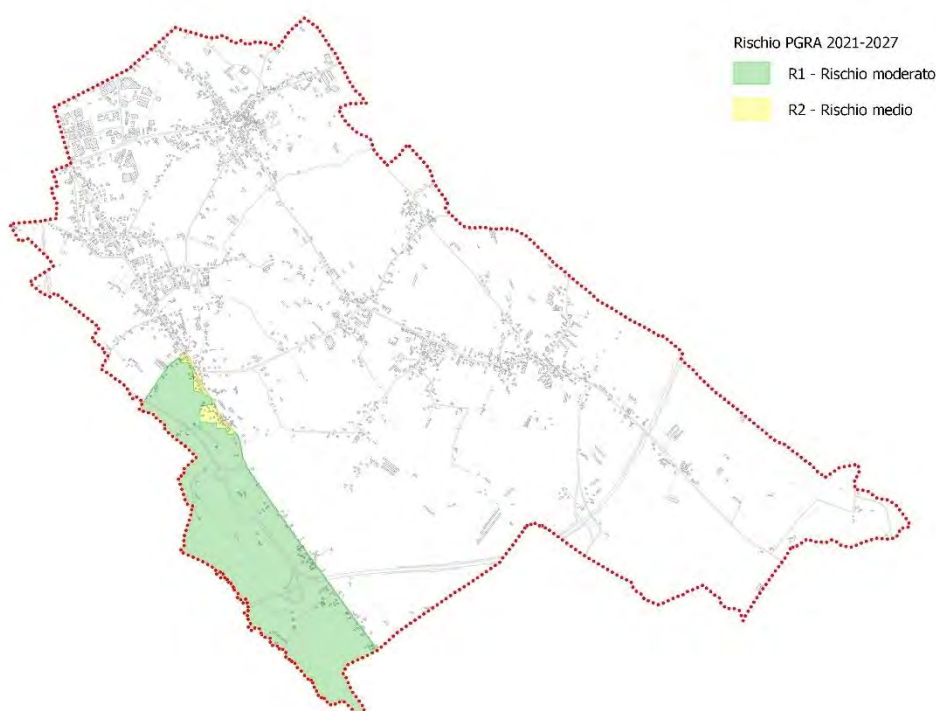 Rischio PGRA 2021-2027
R1 - Rischio moderato
R2 - Rischio medio